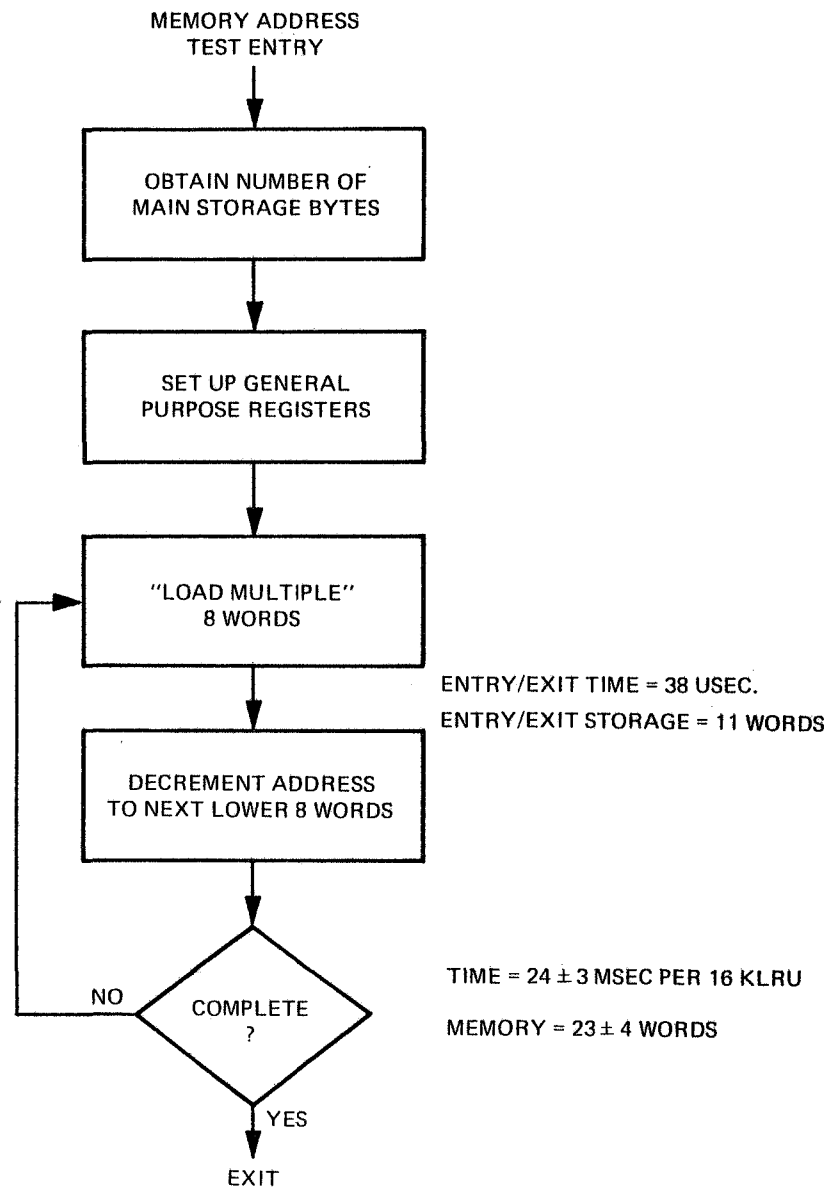 MEMORY ADDRESS
TEST ENTRY
OBTAIN NUMBER OF
MAIN STORAGE BYTES
SET UP GENERAL
PURPOSE REGISTERS
"LOAD MULTIPLE"
8 WORDS
ENTRY/EXIT TIME = 38 USEC.
ENTRY/EXIT STORAGE = 11 WORDS
DECREMENT ADDRESS
TO NEXT LOWER 8 WORDS
NO
COMPLETE
?
TIME = 24 ± 3 MSEC PER 16 KLRU
MEMORY = 23 ± 4 WORDS
YES
EXIT